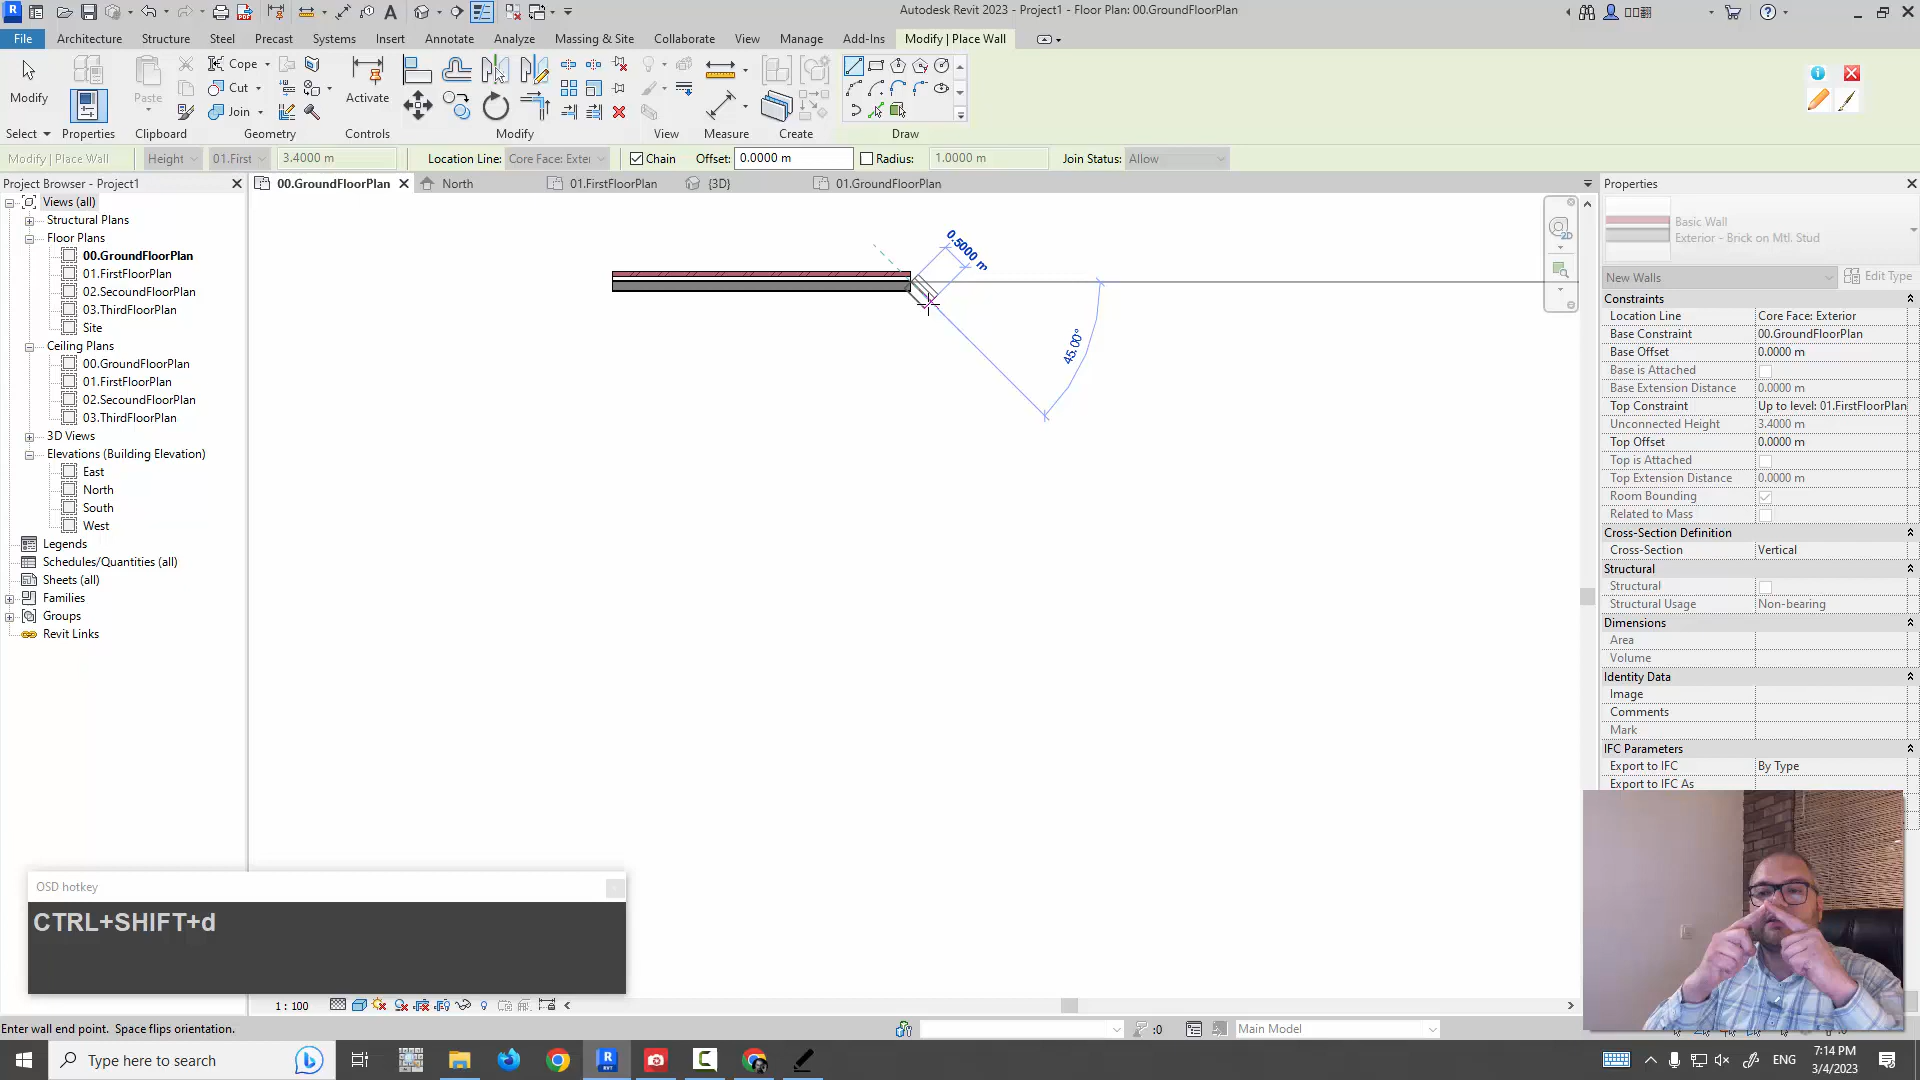 Autodesk Revit 2023 - Project1 - Floor Plan: 00.GroundFloorPlan
File
Architecture
Structure
Steel
Precast
Systems
Insert
Annotate
Analyze
Massing & Site
Collaborate
View
Manage
Add-Ins
Modify | Place Wall
Modify
Paste
Cope
Cut
Join
Activate
Select
Properties
Clipboard
Geometry
Controls
Modify
View
Measure
Create
Draw
Modify | Place Wall
Height
01.First
3.4000 m
Location Line:
Core Face: Exter
Chain
Offset:
0.0000 m
Radius:
1.0000 m
Join Status:
Allow
Project Browser - Project1
00.GroundFloorPlan
North
01.FirstFloorPlan
{3D}
01.GroundFloorPlan
Properties
Views (all)
Structural Plans
Floor Plans
00.GroundFloorPlan
01.FirstFloorPlan
02.SecoundFloorPlan
03.ThirdFloorPlan
Site
Ceiling Plans
00.GroundFloorPlan
01.FirstFloorPlan
02.SecoundFloorPlan
03.ThirdFloorPlan
3D Views
Elevations (Building Elevation)
East
North
South
West
Legends
Schedules/Quantities (all)
Sheets (all)
Families
Groups
Revit Links
0.5000 m
45.00°
2D
Basic Wall
Exterior - Brick on Mtl. Stud
New Walls
Edit Type
Constraints
Location Line Core Face: Exterior
Base Constraint 00.GroundFloorPlan
Base Offset 0.0000 m
Base is Attached
Base Extension Distance 0.0000 m
Top Constraint Up to level: 01.FirstFloorPlan
Unconnected Height 3.4000 m
Top Offset 0.0000 m
Top is Attached
Top Extension Distance 0.0000 m
Room Bounding
Related to Mass
Cross-Section Definition
Cross-Section Vertical
Structural
Structural
Structural Usage Non-bearing
Dimensions
Area
Volume
Identity Data
Image
Comments
Mark
IFC Parameters
Export to IFC By Type
Export to IFC As
OSD hotkey
CTRL+SHIFT+d
1 : 100
Enter wall end point. Space flips orientation.
:0
Main Model
Type here to search
ENG
7:14 PM
3/4/2023